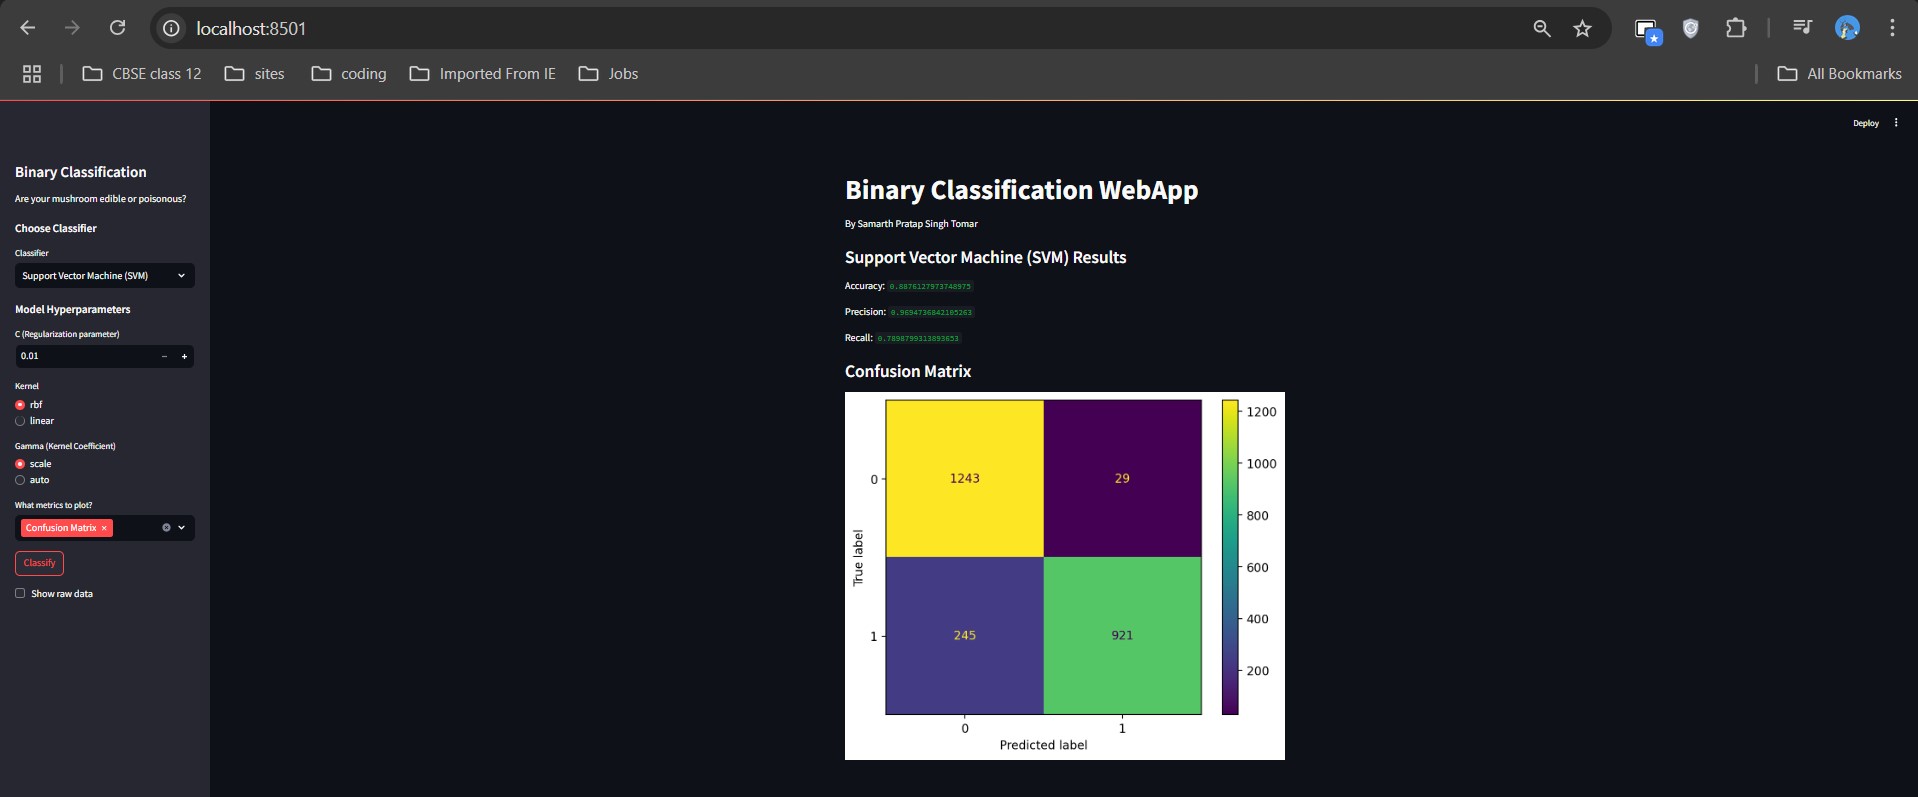 localhost:8501
CBSE class 12
sites
coding
Imported From IE
Jobs
All Bookmarks
Deploy
Binary Classification
Are your mushroom edible or poisonous?
Choose Classifier
Classifier
Support Vector Machine (SVM)
Model Hyperparameters
C (Regularization parameter)
0.01
Kernel
rbf
linear
Gamma (Kernel Coefficient)
scale
auto
What metrics to plot?
Confusion Matrix
Classify
Show raw data
Binary Classification WebApp
By Samarth Pratap Singh Tomar
Support Vector Machine (SVM) Results
Accuracy: 0.8876127973748975
Precision: 0.9694736842105263
Recall: 0.7898799313893653
Confusion Matrix
1243
29
245
921
0
1
True label
0
1
Predicted label
1200
1000
800
600
400
200